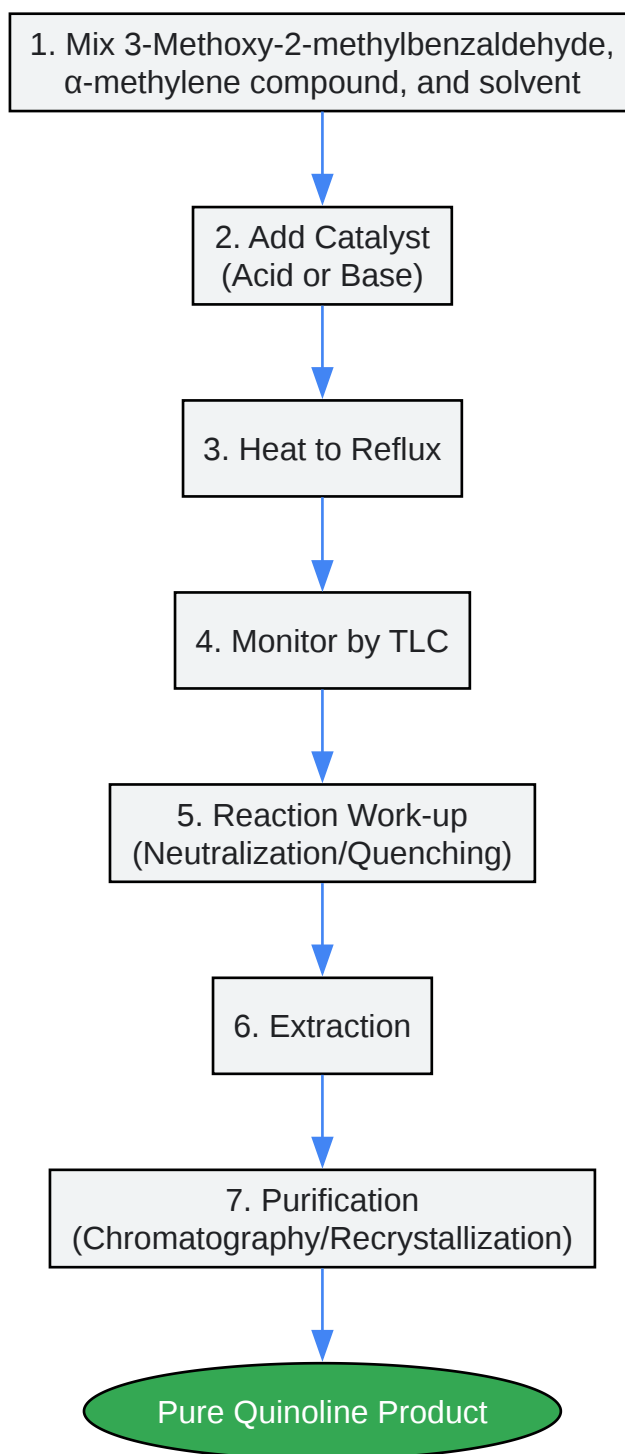 1. Mix 3-Methoxy-2-methylbenzaldehyde,
α-methylene compound, and solvent
2. Add Catalyst
(Acid or Base)
3. Heat to Reflux
4. Monitor by TLC
5. Reaction Work-up
(Neutralization/Quenching)
6. Extraction
7. Purification
(Chromatography/Recrystallization)
Pure Quinoline Product